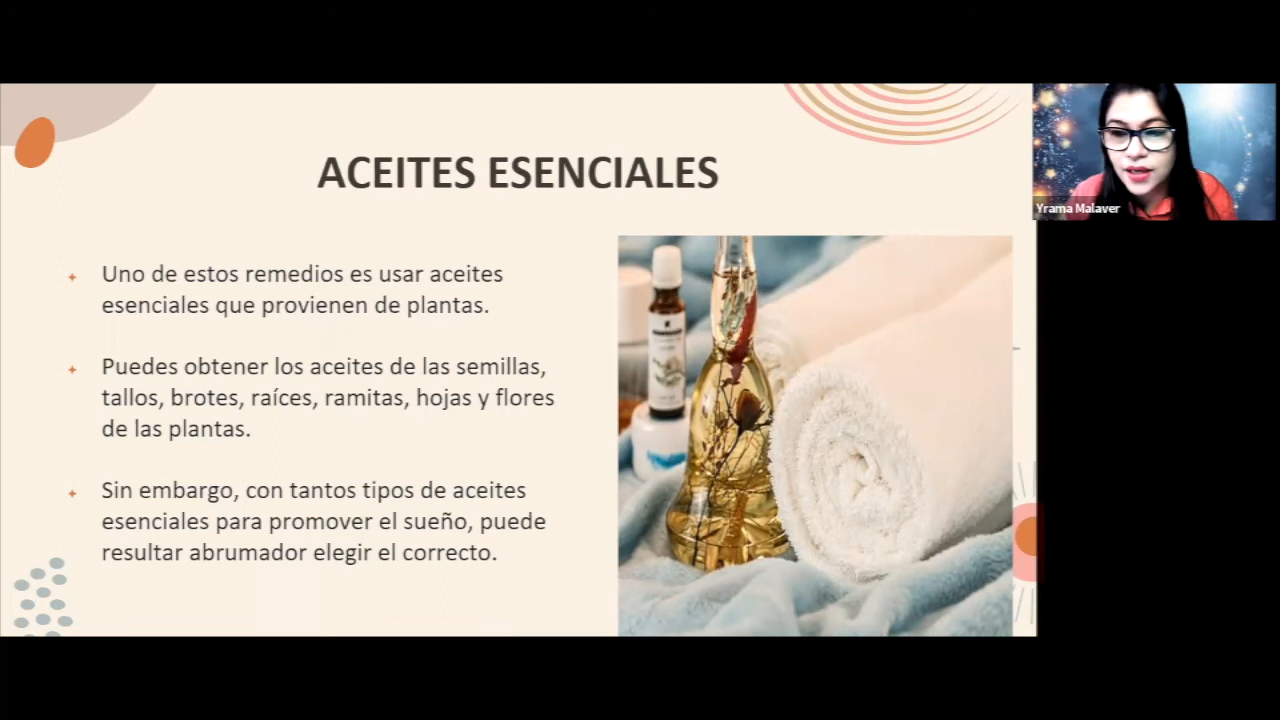 ACEITES ESENCIALES
Yrama Malaver
Uno de estos remedios es usar aceites
esenciales que provienen de plantas.
Puedes obtener los aceites de las semillas,
tallos, brotes, raíces, ramitas, hojas y flores
de las plantas.
Sin embargo, con tantos tipos de aceites
esenciales para promover el sueño, puede
resultar abrumador elegir el correcto.